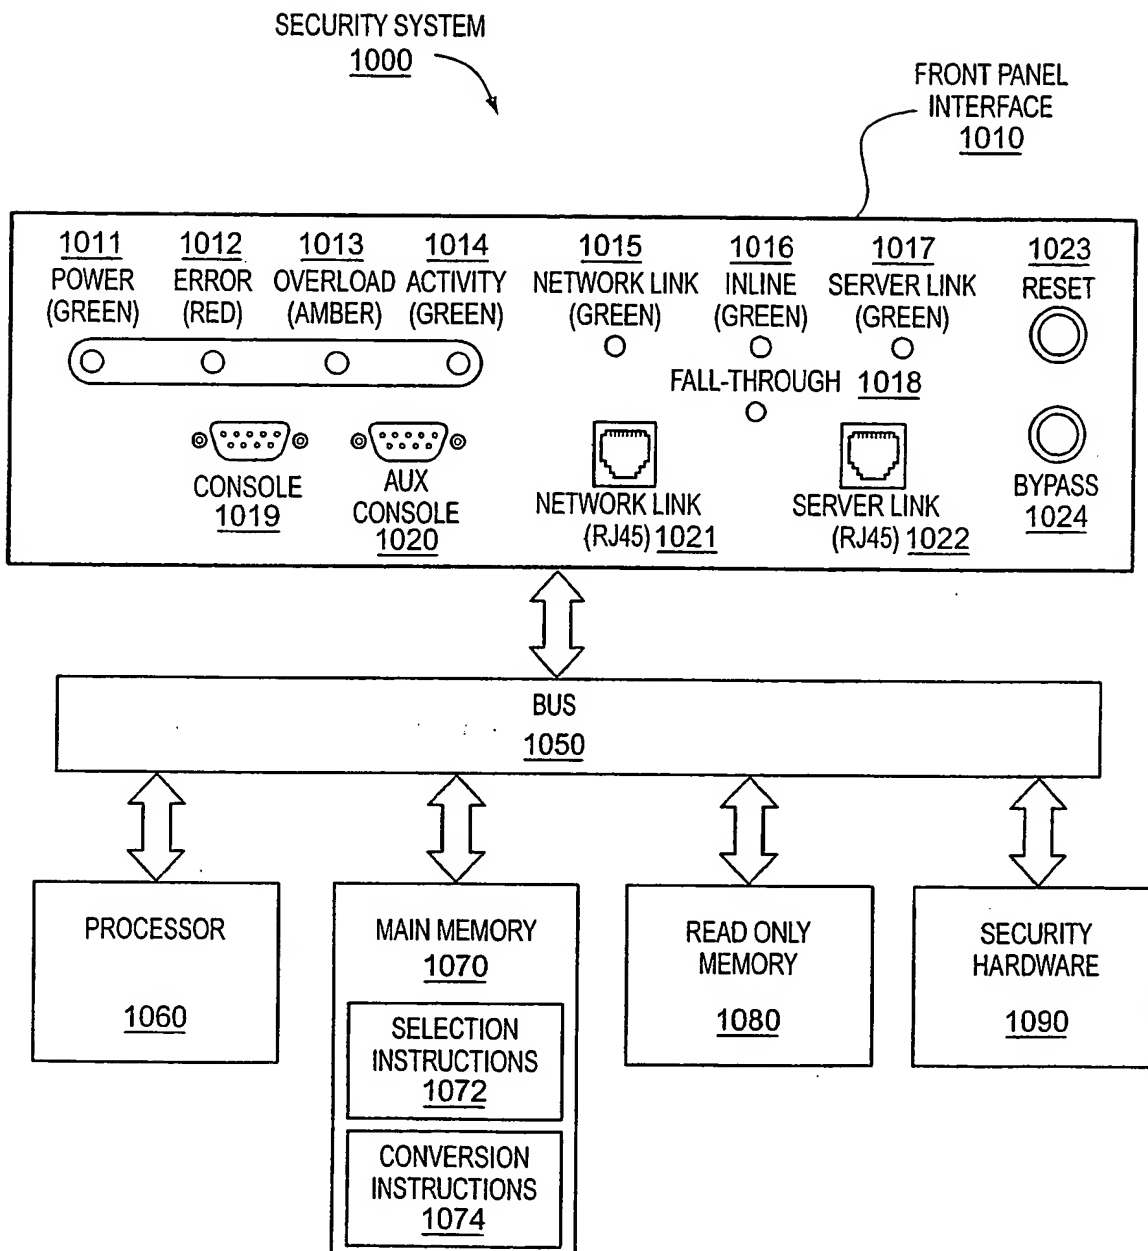 SECURITY SYSTEM
1000
FRONT PANEL
INTERFACE
1010
1011
POWER
(GREEN)
1012
ERROR
(RED)
1013
OVERLOAD
(AMBER)
1014
ACTIVITY
(GREEN)
1015
NETWORK LINK
(GREEN)
1016
INLINE
(GREEN)
1017
SERVER LINK
(GREEN)
1023
RESET
FALL-THROUGH 1018
CONSOLE
1019
AUX
CONSOLE
1020
NETWORK LINK
(RJ45) 1021
SERVER LINK
(RJ45) 1022
BYPASS
1024
BUS
1050
PROCESSOR
1060
MAIN MEMORY
1070
SELECTION
INSTRUCTIONS
1072
CONVERSION
INSTRUCTIONS
1074
READ ONLY
MEMORY
1080
SECURITY
HARDWARE
1090